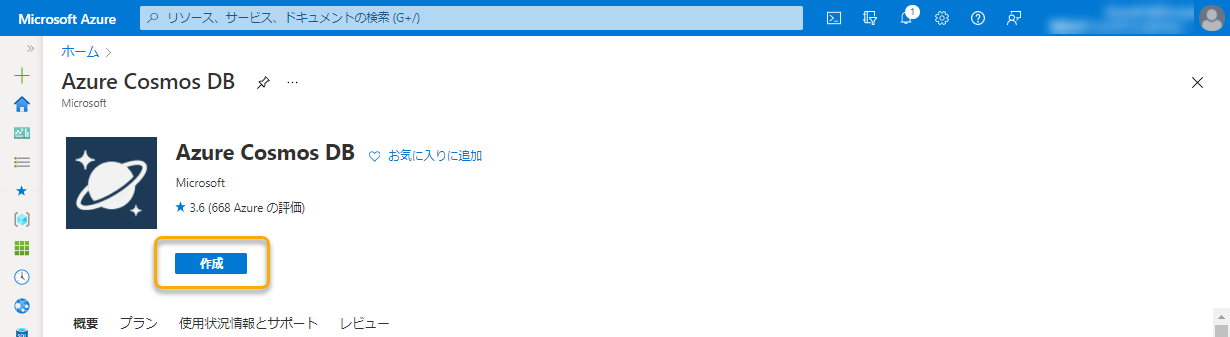 Microsoft Azure
リソース、サービス、ドキュメントの検索 (G+/)
1
ホーム
Azure Cosmos DB
Microsoft
Azure Cosmos DB
お気に入りに追加
Microsoft
3.6 (668 Azure の評価)
作成
概要 プラン 使用状況情報とサポート レビュー